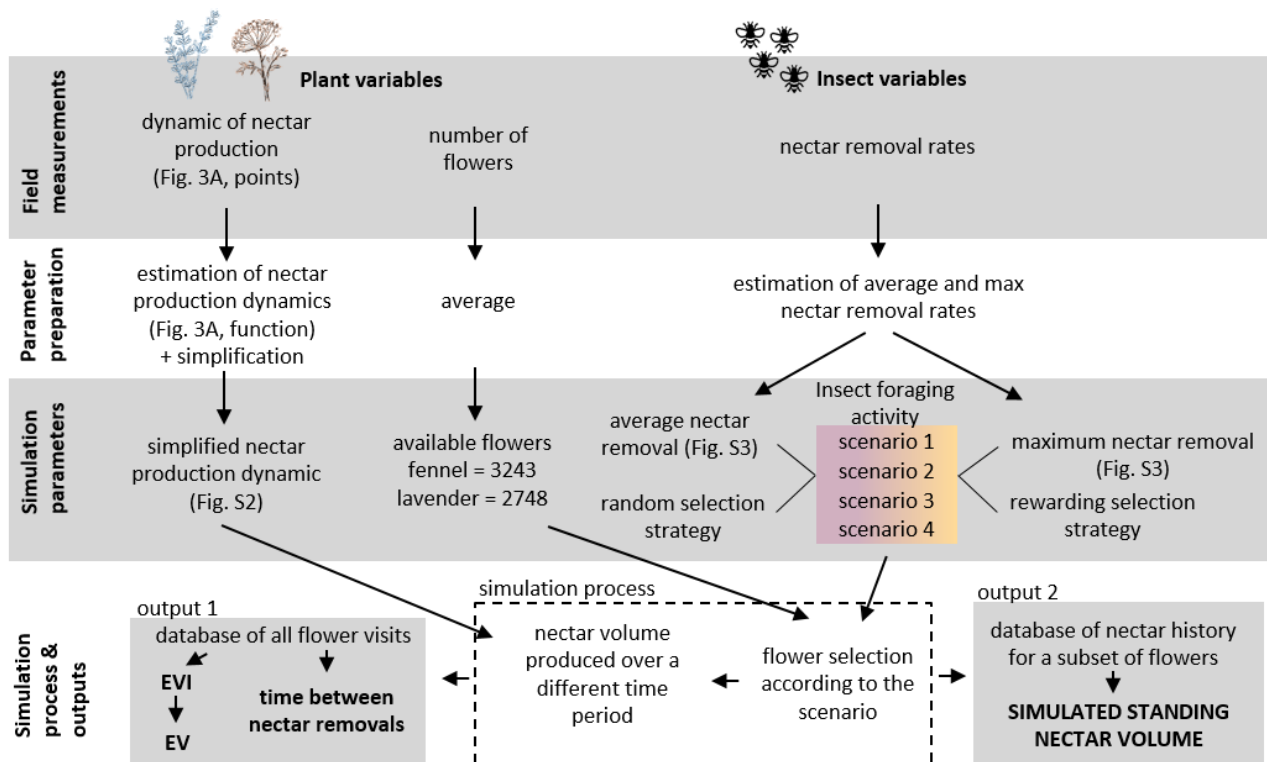 Plant variables
Insect variables
Field
measurements
dynamic of nectar
production
(Fig. 3A, points)
number of
flowers
nectar removal rates
Parameter
preparation
estimation of nectar
production dynamics
(Fig. 3A, function)
+ simplification
average
estimation of average and max
nectar removal rates
Simulation
parameters
simplified nectar
production dynamic
(Fig. S2)
available flowers
fennel = 3243
lavender = 2748
average nectar
removal (Fig. S3)
random selection
strategy
Insect foraging
activity
scenario 1
scenario 2
scenario 3
scenario 4
maximum nectar removal
(Fig. S3)
rewarding selection
strategy
Simulation
process &
outputs
output 1
database of all flower visits
EVI
EV
time between
nectar removals
simulation process
nectar volume
produced over a
different time
period
flower selection
according to the
scenario
output 2
database of nectar history
for a subset of flowers
SIMULATED STANDING
NECTAR VOLUME